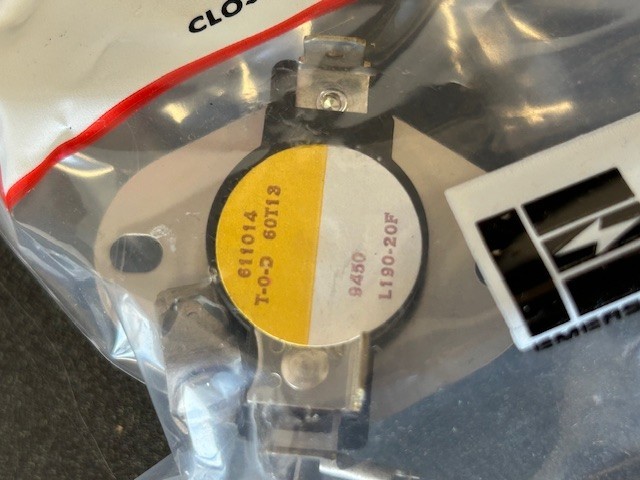 CLOS
611014
T-O-D 60T13
9450
L190-20F
EMERS